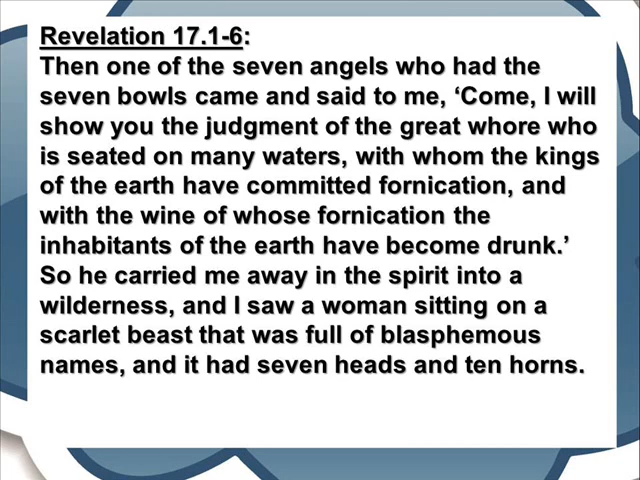 Revelation 17.1-6:
Then one of the seven angels who had the
seven bowls came and said to me, ‘Come, I will
show you the judgment of the great whore who
is seated on many waters, with whom the kings
of the earth have committed fornication, and
with the wine of whose fornication the
inhabitants of the earth have become drunk.’
So he carried me away in the spirit into a
wilderness, and I saw a woman sitting on a
scarlet beast that was full of blasphemous
names, and it had seven heads and ten horns.